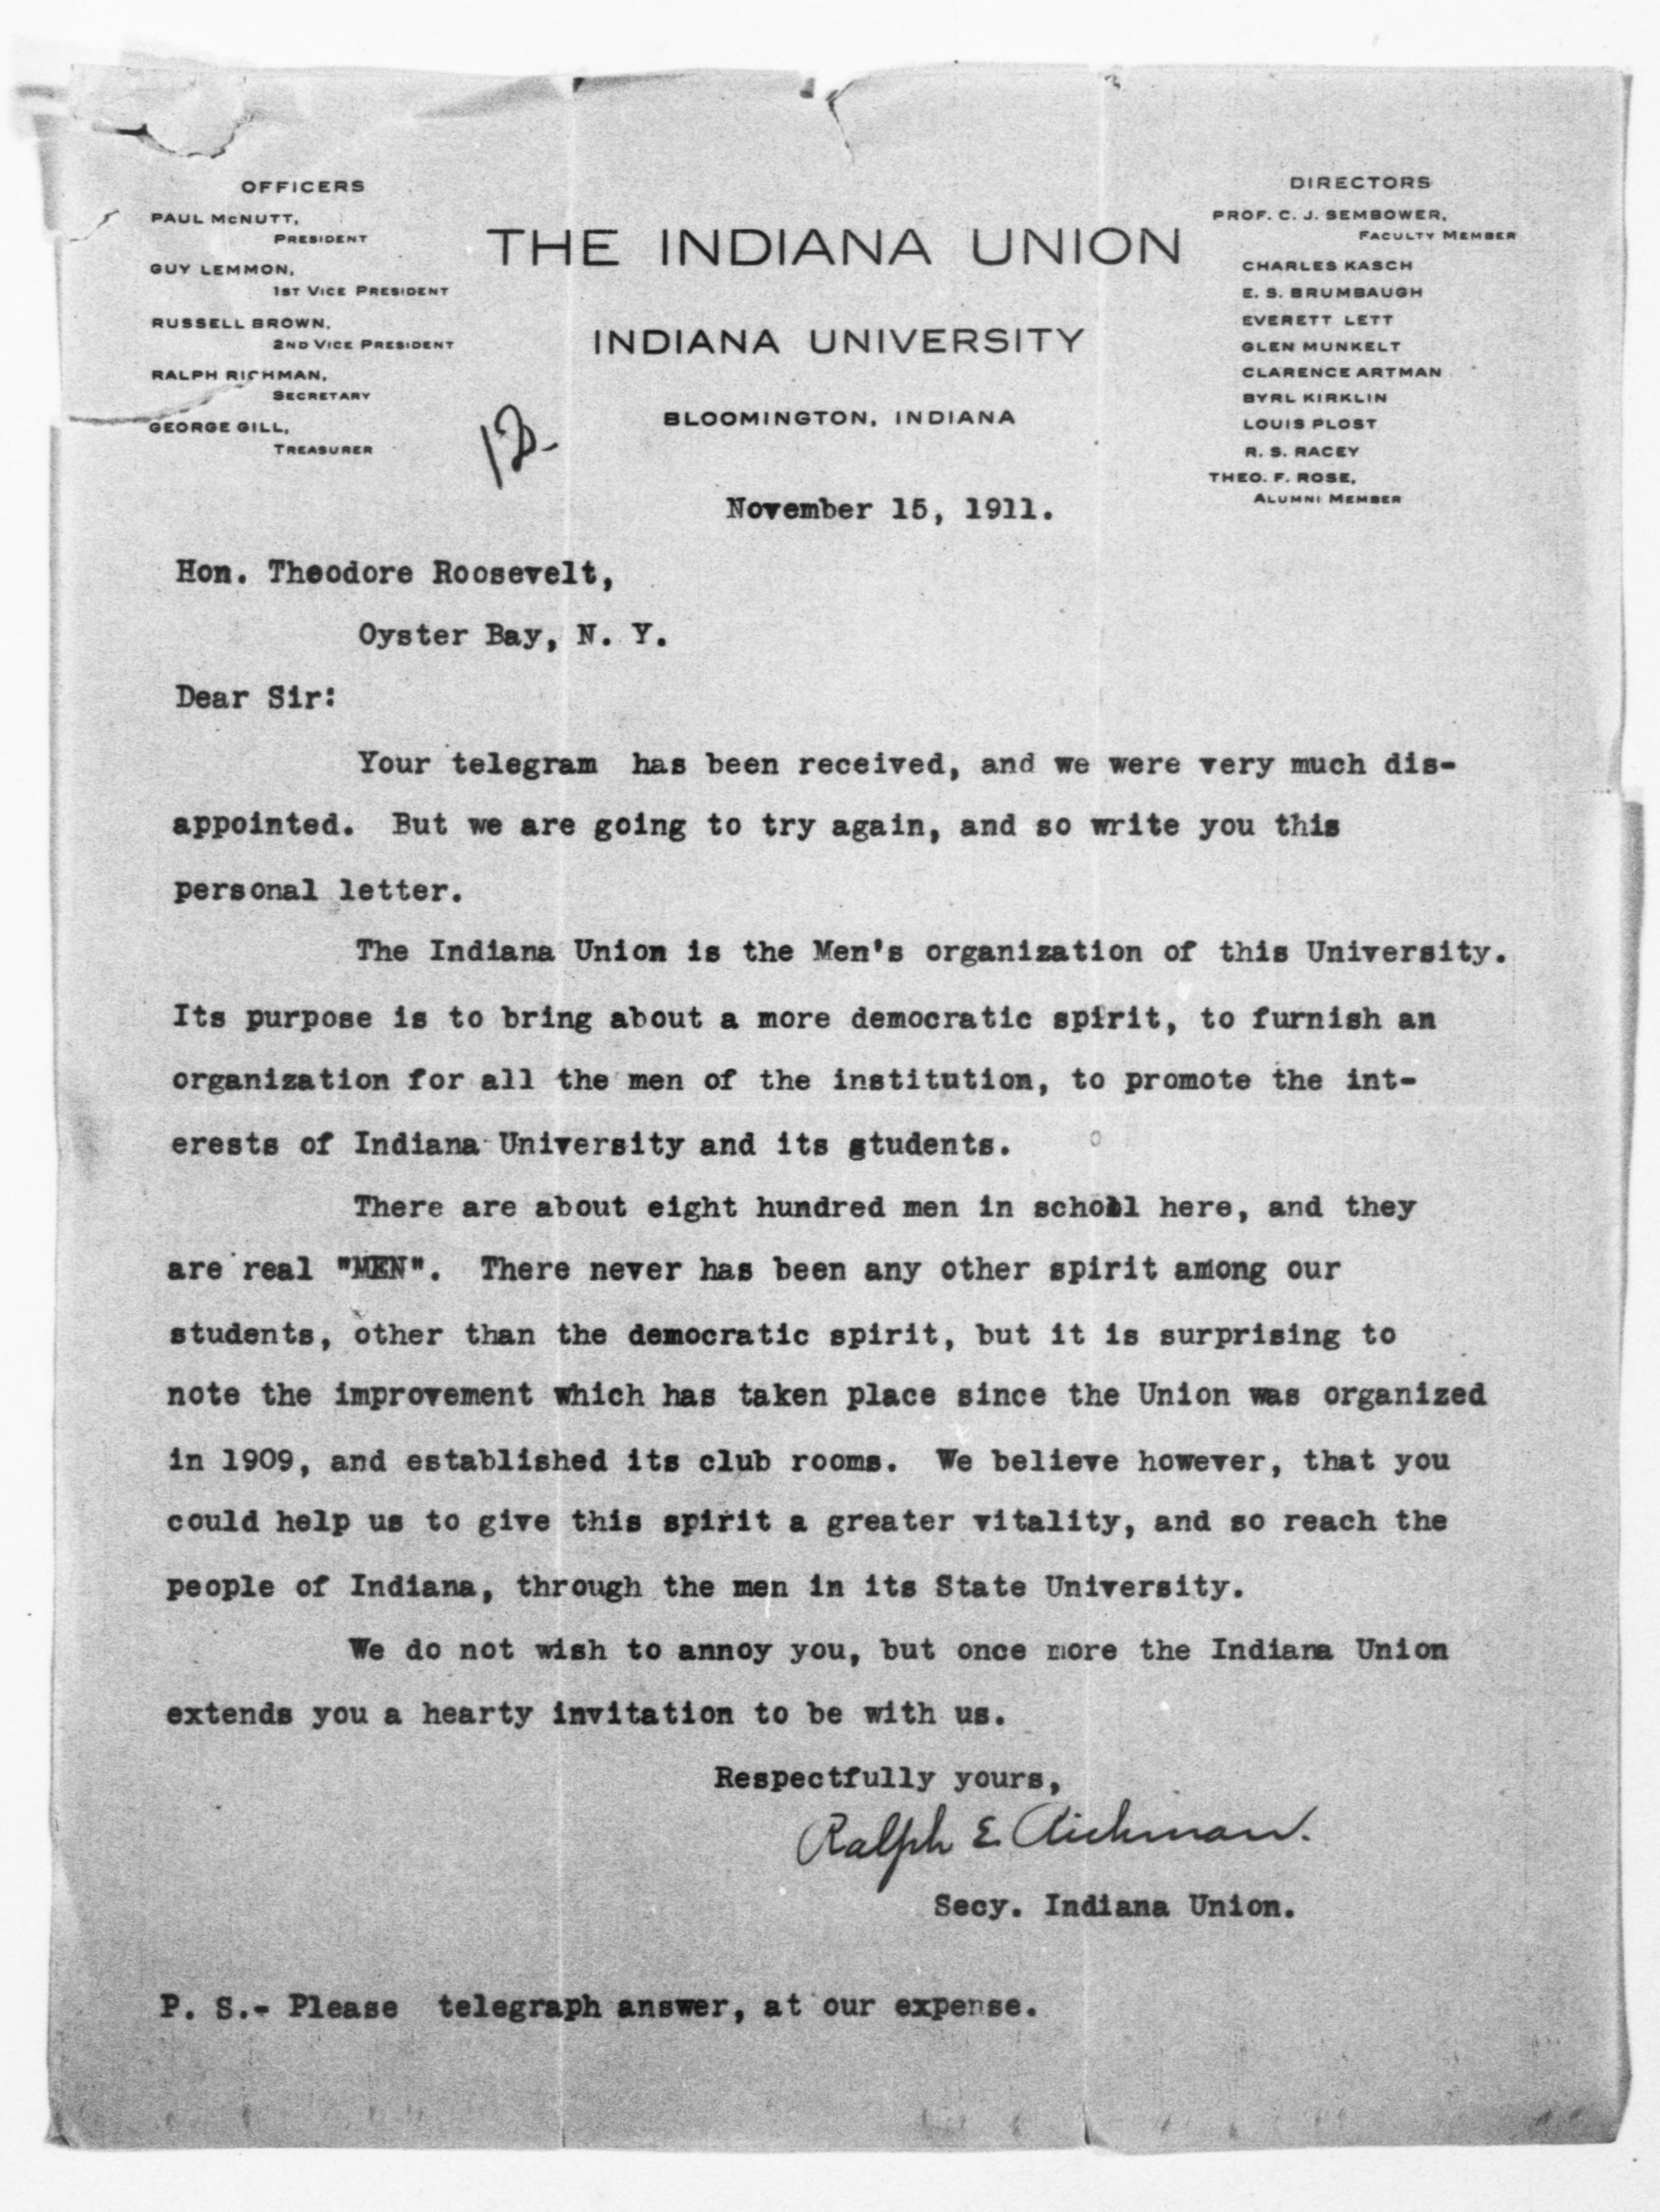 OFFICERS
PAUL McNUTT,
PRESIDENT
GUY LEMMON,
1ST VICE PRESIDENT
RUSSELL BROWN,
2ND VICE PRESIDENT
RALPH RICHMAN,
SECRETARY
GEORGE GILL,
TREASURER
THE INDIANA UNION
INDIANA UNIVERSITY
BLOOMINGTON, INDIANA
DIRECTORS
PROF. C. J. SEMBOWER,
FACULTY MEMBER
CHARLES KASCH
E. S. BRUMBAUGH
EVERETT LETT
GLEN MUNKELT
CLARENCE ARTMAN
BYRL KIRKLIN
LOUIS PLOST
R. S. RACEY
THEO. F. ROSE,
ALUMNI MEMBER
November 15, 1911.
Hon. Theodore Roosevelt,
Oyster Bay, N. Y.
Dear Sir:
Your telegram has been received, and we were very much dis-
appointed. But we are going to try again, and so write you this
personal letter.
The Indiana Union is the Men's organization of this University.
Its purpose is to bring about a more democratic spirit, to furnish an
organization for all the men of the institution, to promote the int-
erests of Indiana University and its students.
There are about eight hundred men in school here, and they
are real "MEN". There never has been any other spirit among our
students, other than the democratic spirit, but it is surprising to
note the improvement which has taken place since the Union was organized
in 1909, and established its club rooms. We believe however, that you
could help us to give this spirit a greater vitality, and so reach the
people of Indiana, through the men in its State University.
We do not wish to annoy you, but once more the Indiana Union
extends you a hearty invitation to be with us.
Respectfully yours,
Ralph E. Richman.
Secy. Indiana Union.
P. S.- Please telegraph answer, at our expense.